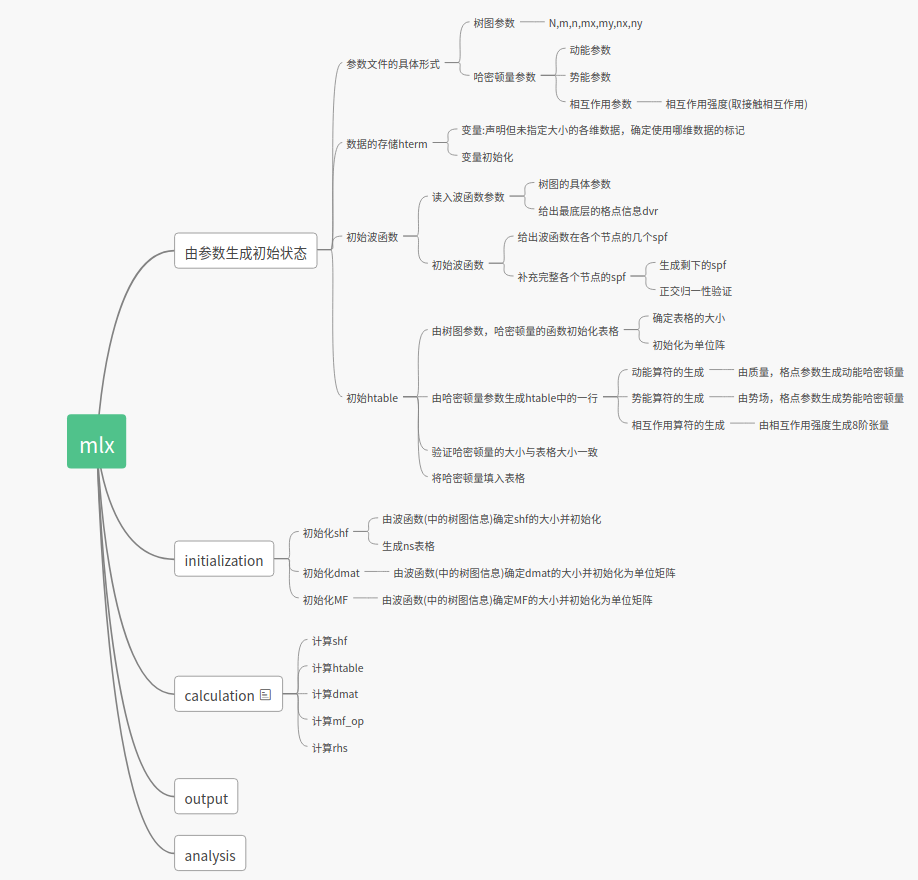 mlx
由参数生成初始状态
参数文件的具体形式
树图参数
N,m,n,mx,my,nx,ny
哈密顿量参数
动能参数
势能参数
相互作用参数
相互作用强度(取接触相互作用)
数据的存储hterm
变量:声明但未指定大小的各维数据，确定使用哪维数据的标记
变量初始化
初始波函数
读入波函数参数
树图的具体参数
给出最底层的格点信息dvr
初始波函数
给出波函数在各个节点的几个spf
补充完整各个节点的spf
生成剩下的spf
正交归一性验证
初始htable
由树图参数，哈密顿量的函数初始化表格
确定表格的大小
初始化为单位阵
由哈密顿量参数生成htable中的一行
动能算符的生成
由质量，格点参数生成动能哈密顿量
势能算符的生成
由势场，格点参数生成势能哈密顿量
相互作用算符的生成
由相互作用强度生成8阶张量
验证哈密顿量的大小与表格大小一致
将哈密顿量填入表格
initialization
初始化shf
由波函数(中的树图信息)确定shf的大小并初始化
生成ns表格
初始化dmat
由波函数(中的树图信息)确定dmat的大小并初始化为单位矩阵
初始化MF
由波函数(中的树图信息)确定MF的大小并初始化为单位矩阵
calculation
计算shf
计算htable
计算dmat
计算mf_op
计算rhs
output
analysis